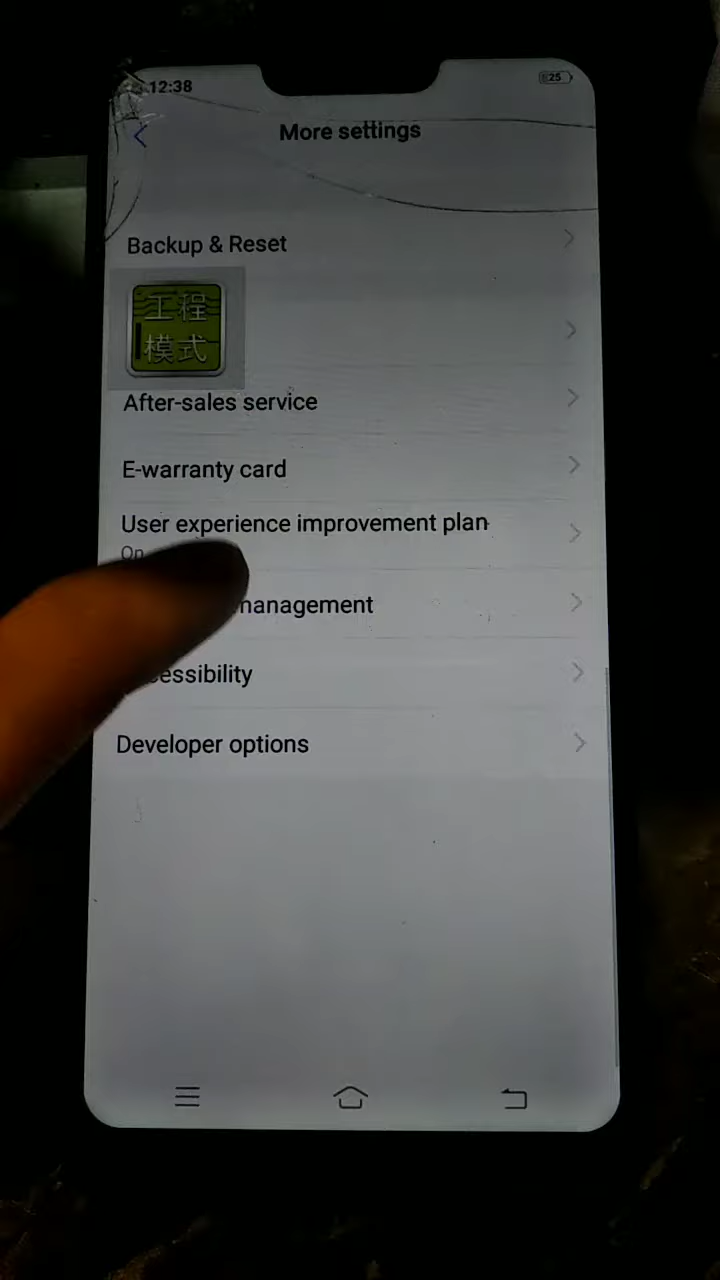 12:38
25
More settings
Backup & Reset
工程
模式
After-sales service
E-warranty card
User experience improvement plan
On
management
essibility
Developer options